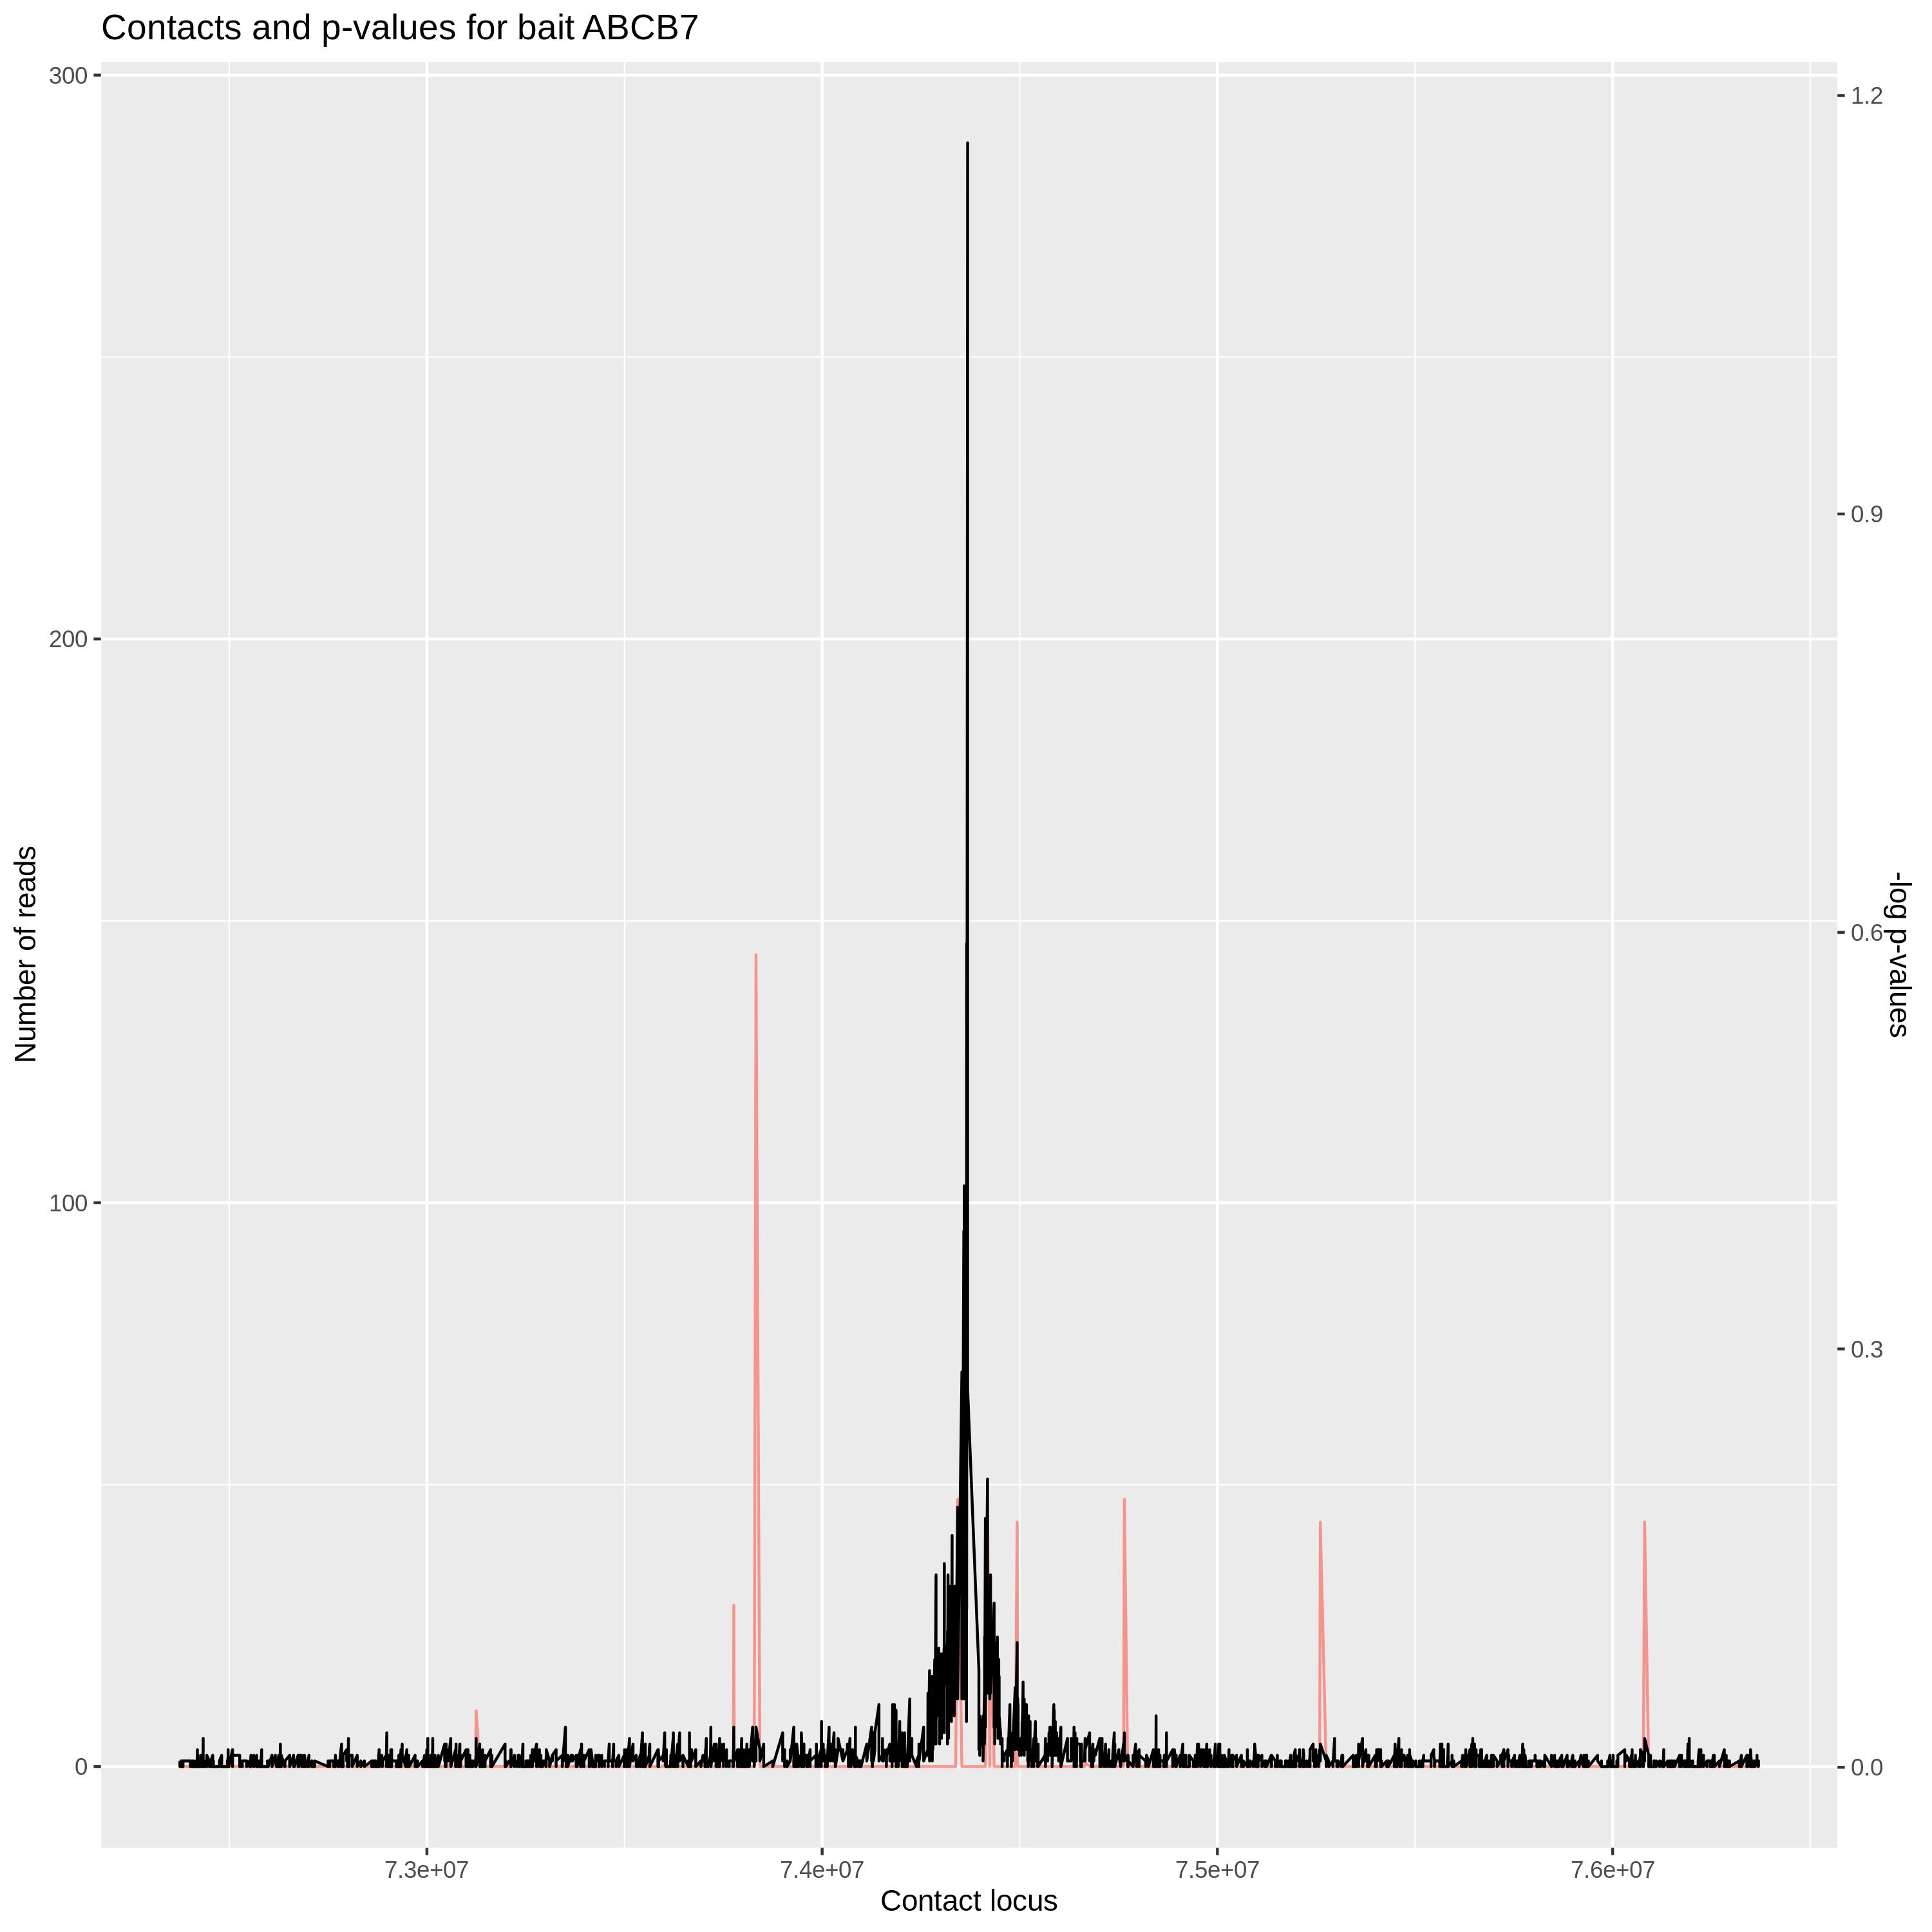 Contacts and p-values for bait ABCB7
300
200
100
0
Number of reads
1.2
0.9
0.6
0.3
0.0
-log p-values
7.3e+07
7.4e+07
7.5e+07
7.6e+07
Contact locus